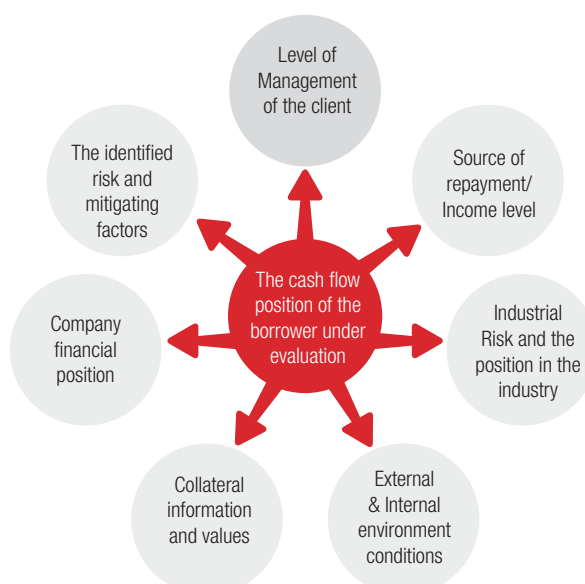 Level of
Management
of the client
Source of
repayment/
Income level
Industrial
Risk and the
position in the
industry
External
& Internal
environment
conditions
Collateral
information
and values
Company
financial
position
The identified
risk and
mitigating
factors
The cash flow
position of the
borrower under
evaluation